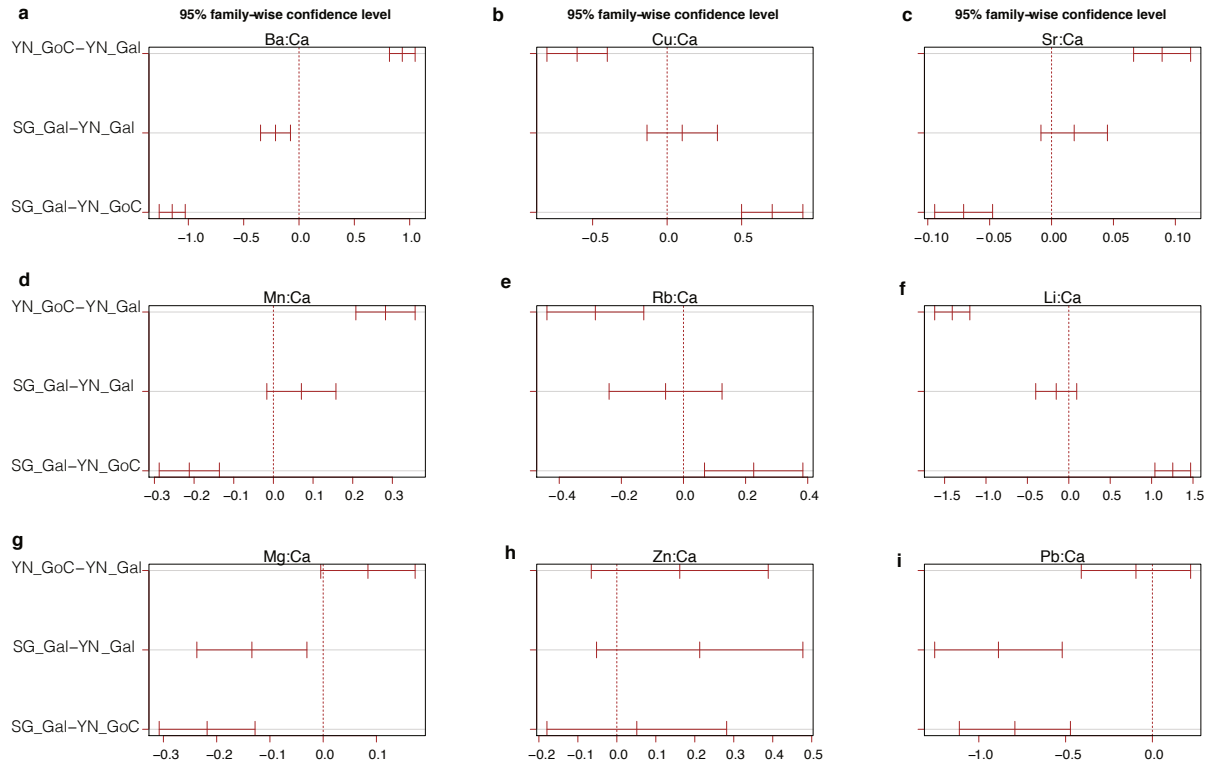 a 95% family-wise confidence level b 95% family-wise confidence level c 95% family-wise confidence level
Ba:Ca Cu:Ca Sr:Ca
YN_GoC−YN_Gal
SG_Gal−YN_Gal
SG_Gal−YN_GoC
−1.0 −0.5 0.0 0.5 1.0 −0.5 0.0 0.5 −0.10 −0.05 0.00 0.05 0.10
d e f
Mn:Ca Rb:Ca Li:Ca
YN_GoC−YN_Gal
SG_Gal−YN_Gal
SG_Gal−YN_GoC
−0.3 −0.2 −0.1 0.0 0.1 0.2 0.3 −0.4 −0.2 0.0 0.2 0.4 −1.5 −1.0 −0.5 0.0 0.5 1.0 1.5
g h i
Mg:Ca Zn:Ca Pb:Ca
YN_GoC−YN_Gal
SG_Gal−YN_Gal
SG_Gal−YN_GoC
−0.3 −0.2 −0.1 0.0 0.1 −0.2 −0.1 0.0 0.1 0.2 0.3 0.4 0.5 −1.0 −0.5 0.0